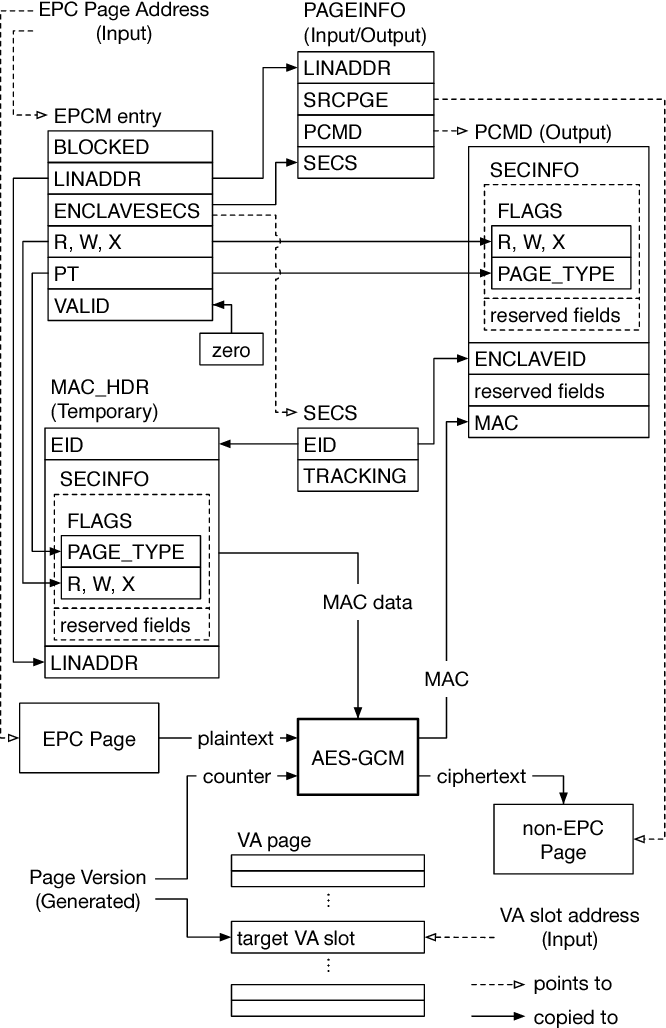 EPC Page Address
(Input)
PAGEINFO
(Input/Output)
LINADDR
SRCPGE
PCMD
SECS
EPCM entry
BLOCKED
LINADDR
ENCLAVESECS
R, W, X
PT
VALID
zero
PCMD (Output)
SECINFO
FLAGS
R, W, X
PAGE_TYPE
reserved fields
ENCLAVEID
reserved fields
MAC
MAC_HDR
(Temporary)
EID
SECINFO
FLAGS
PAGE_TYPE
R, W, X
reserved fields
LINADDR
SECS
EID
TRACKING
MAC data
MAC
EPC Page
plaintext
counter
AES-GCM
ciphertext
non-EPC
Page
VA page
Page Version
(Generated)
target VA slot
VA slot address
(Input)
points to
copied to